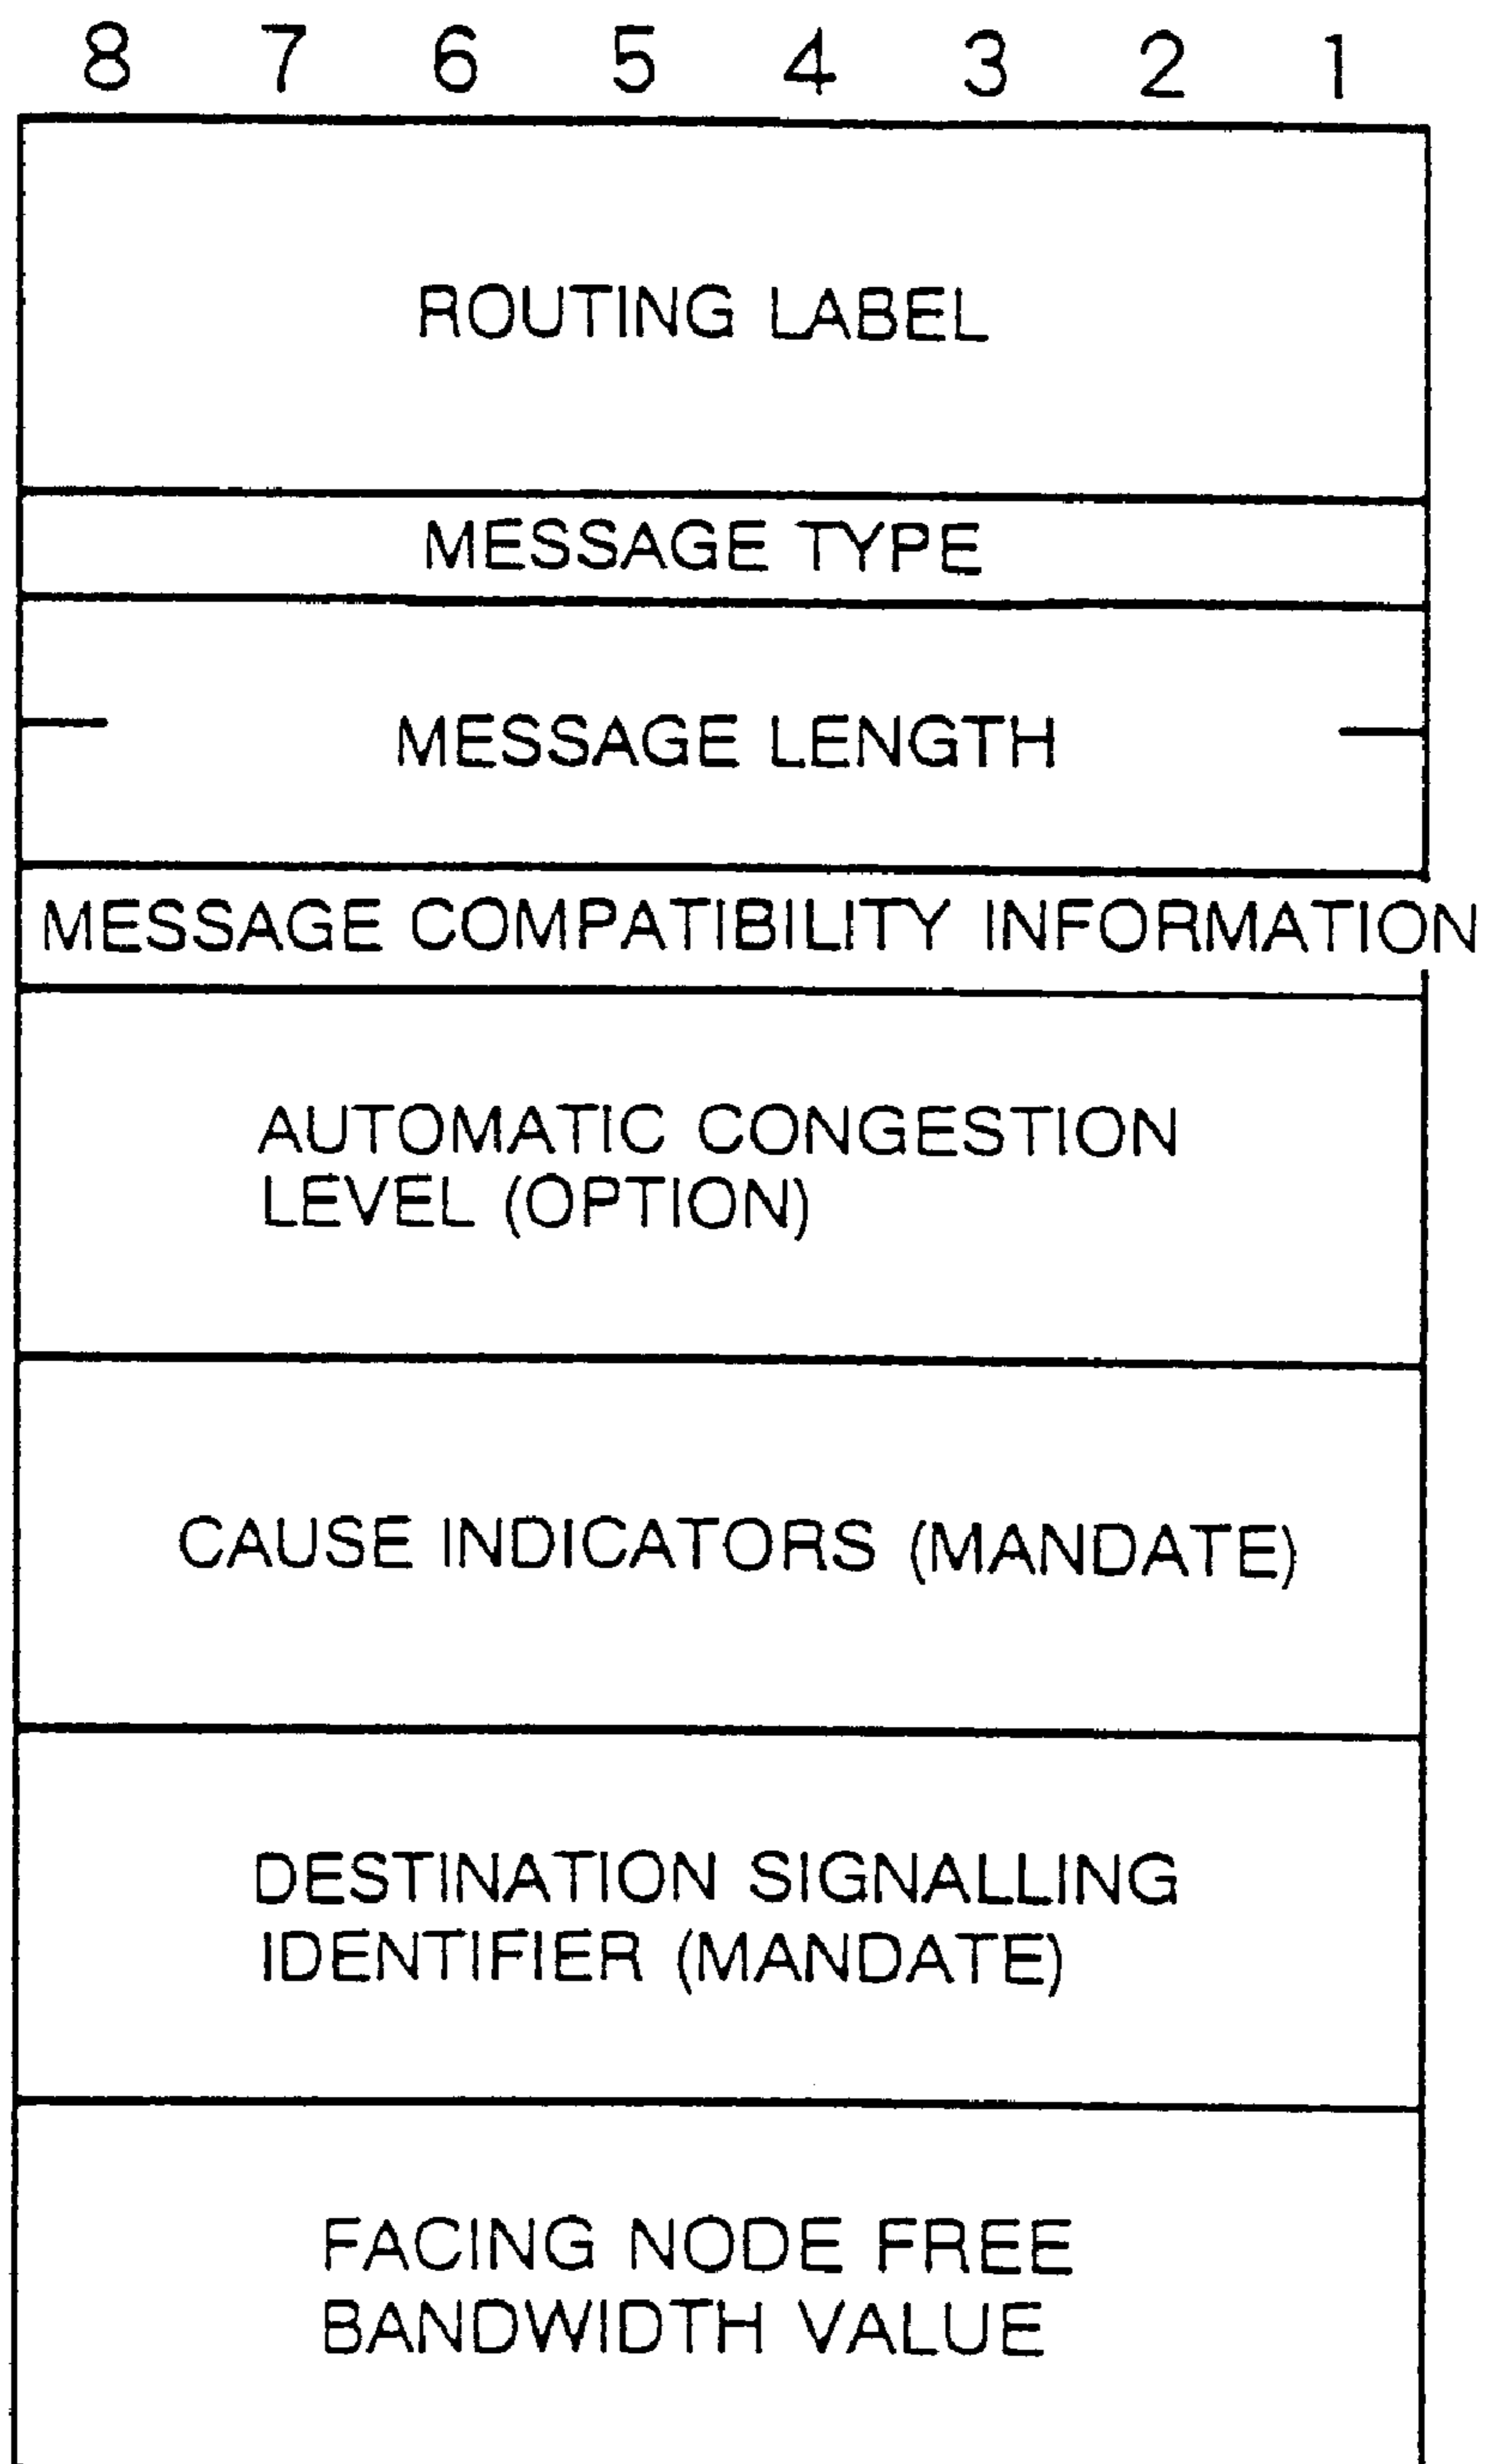 8 7 6 5 4 3 2 1
ROUTING LABEL
MESSAGE TYPE
MESSAGE LENGTH
MESSAGE COMPATIBILITY INFORMATION
AUTOMATIC CONGESTION
LEVEL (OPTION)
CAUSE INDICATORS (MANDATE)
DESTINATION SIGNALLING
IDENTIFIER (MANDATE)
FACING NODE FREE
BANDWIDTH VALUE